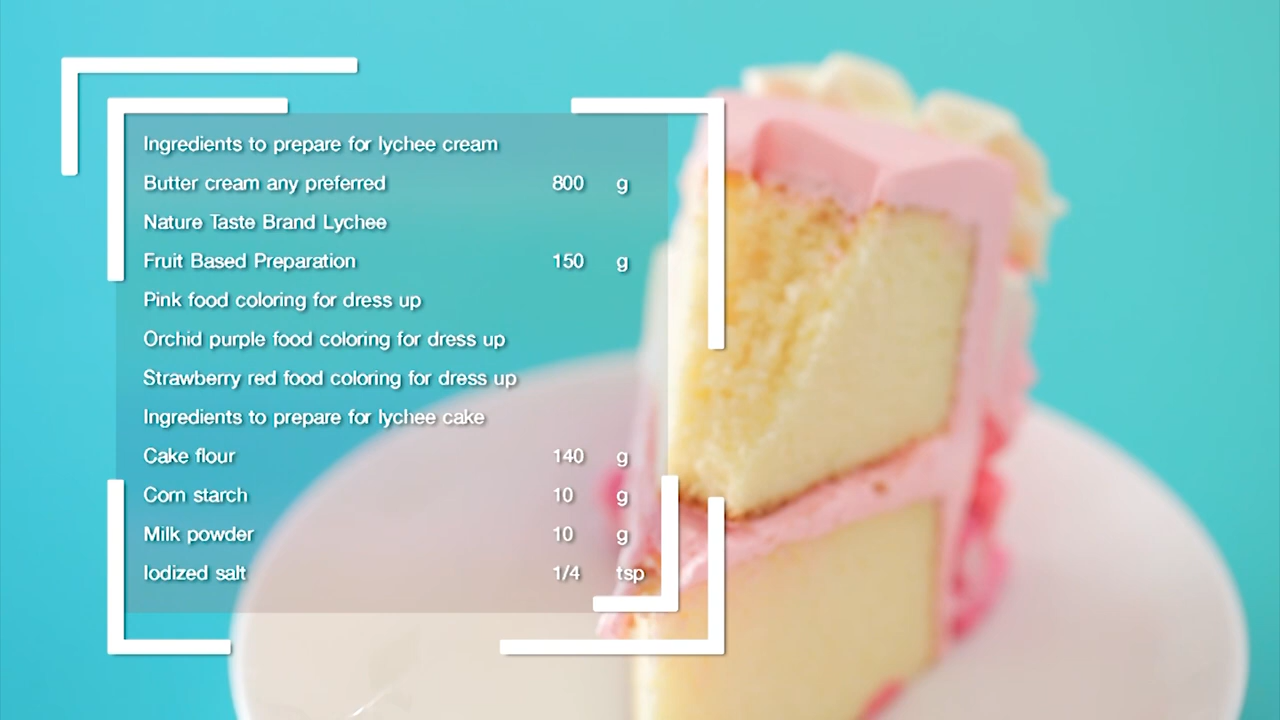 Ingredients to prepare for lychee cream
Butter cream any preferred 800 g
Nature Taste Brand Lychee
Fruit Based Preparation 150 g
Pink food coloring for dress up
Orchid purple food coloring for dress up
Strawberry red food coloring for dress up
Ingredients to prepare for lychee cake
Cake flour 140 g
Corn starch 10 g
Milk powder 10 g
Iodized salt 1/4 tsp